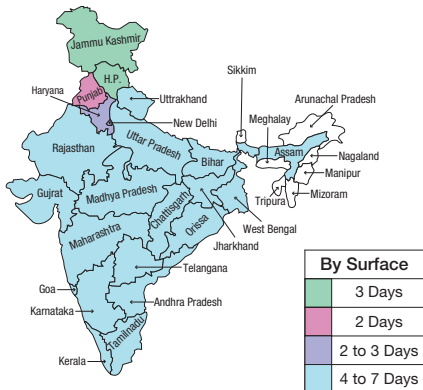 Jammu Kashmir
H.P.
Punjab
Haryana
Uttrakhand
New Delhi
Sikkim
Arunachal Pradesh
Meghalay
Uttar Pradesh
Rajasthan
Assam
Bihar
Nagaland
Manipur
Gujrat
Madhya Pradesh
Mizoram
Tripura
Chattisgarh
West Bengal
Orissa
Maharashtra
Jharkhand
Telangana
Goa
Andhra Pradesh
Karnataka
Tamilnadu
Kerala
By Surface
3 Days
2 Days
2 to 3 Days
4 to 7 Days